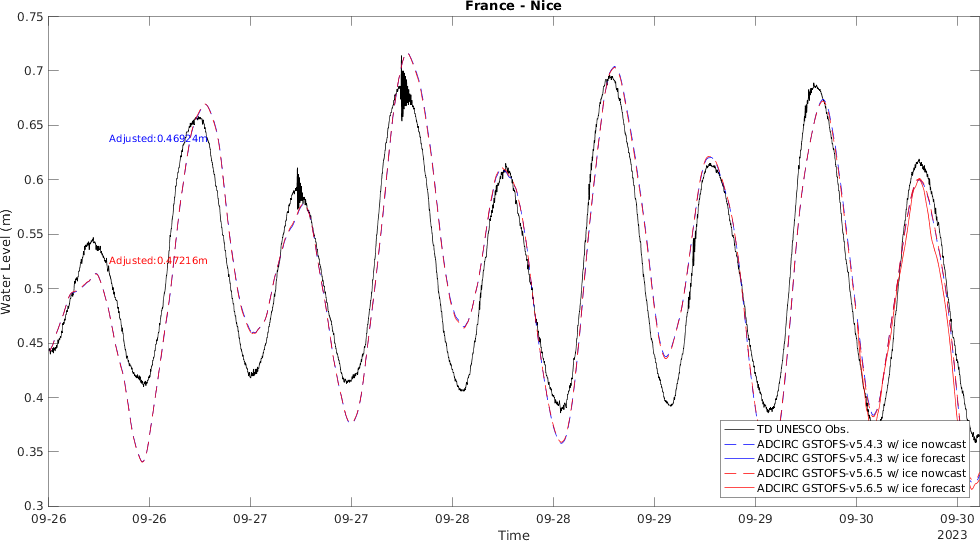 France - Nice
0.75
0.7
0.65
0.6
0.55
0.5
0.45
0.4
0.35
0.3
Water Level (m)
Adjusted:0.46924m
Adjusted:0.47216m
TD UNESCO Obs.
ADCIRC GSTOFS-v5.4.3 w/ ice nowcast
ADCIRC GSTOFS-v5.4.3 w/ ice forecast
ADCIRC GSTOFS-v5.6.5 w/ ice nowcast
ADCIRC GSTOFS-v5.6.5 w/ ice forecast
09-26 09-26 09-27 09-27 09-28 09-28 09-29 09-29 09-30 09-30
Time
2023